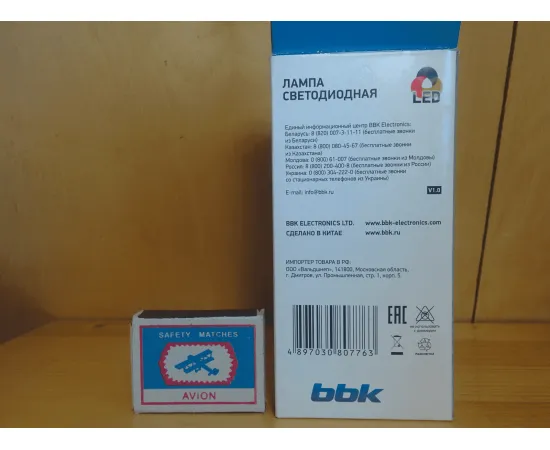 ЛАМПА
СВЕТОДИОДНАЯ
LED
Единый информационный центр BBK Electronics:
Беларусь: 8 (820) 007-3-11-11 (бесплатные звонки
из Беларуси)
Казахстан: 8 (800) 080-45-67 (бесплатные звонки
из Казахстана)
Молдова: 0 (800) 61-007 (бесплатные звонки из Молдовы)
Россия: 8 (800) 200-400-8 (бесплатные звонки из России)
Украина: 0 (800) 304-222-0 (бесплатные звонки
со стационарных телефонов из Украины)
E-mail: info@bbk.ru
V1.0
BBK ELECTRONICS LTD. www.bbk-electronics.com
СДЕЛАНО В КИТАЕ www.bbk.ru
ИМПОРТЕР ТОВАРА В РФ:
141800, Московская область,
г. Дмитров, ул. Промышленная, стр. 1, корп. 5
EAC
4 897030 807763
bbk
SAFETY MATCHES
AVION